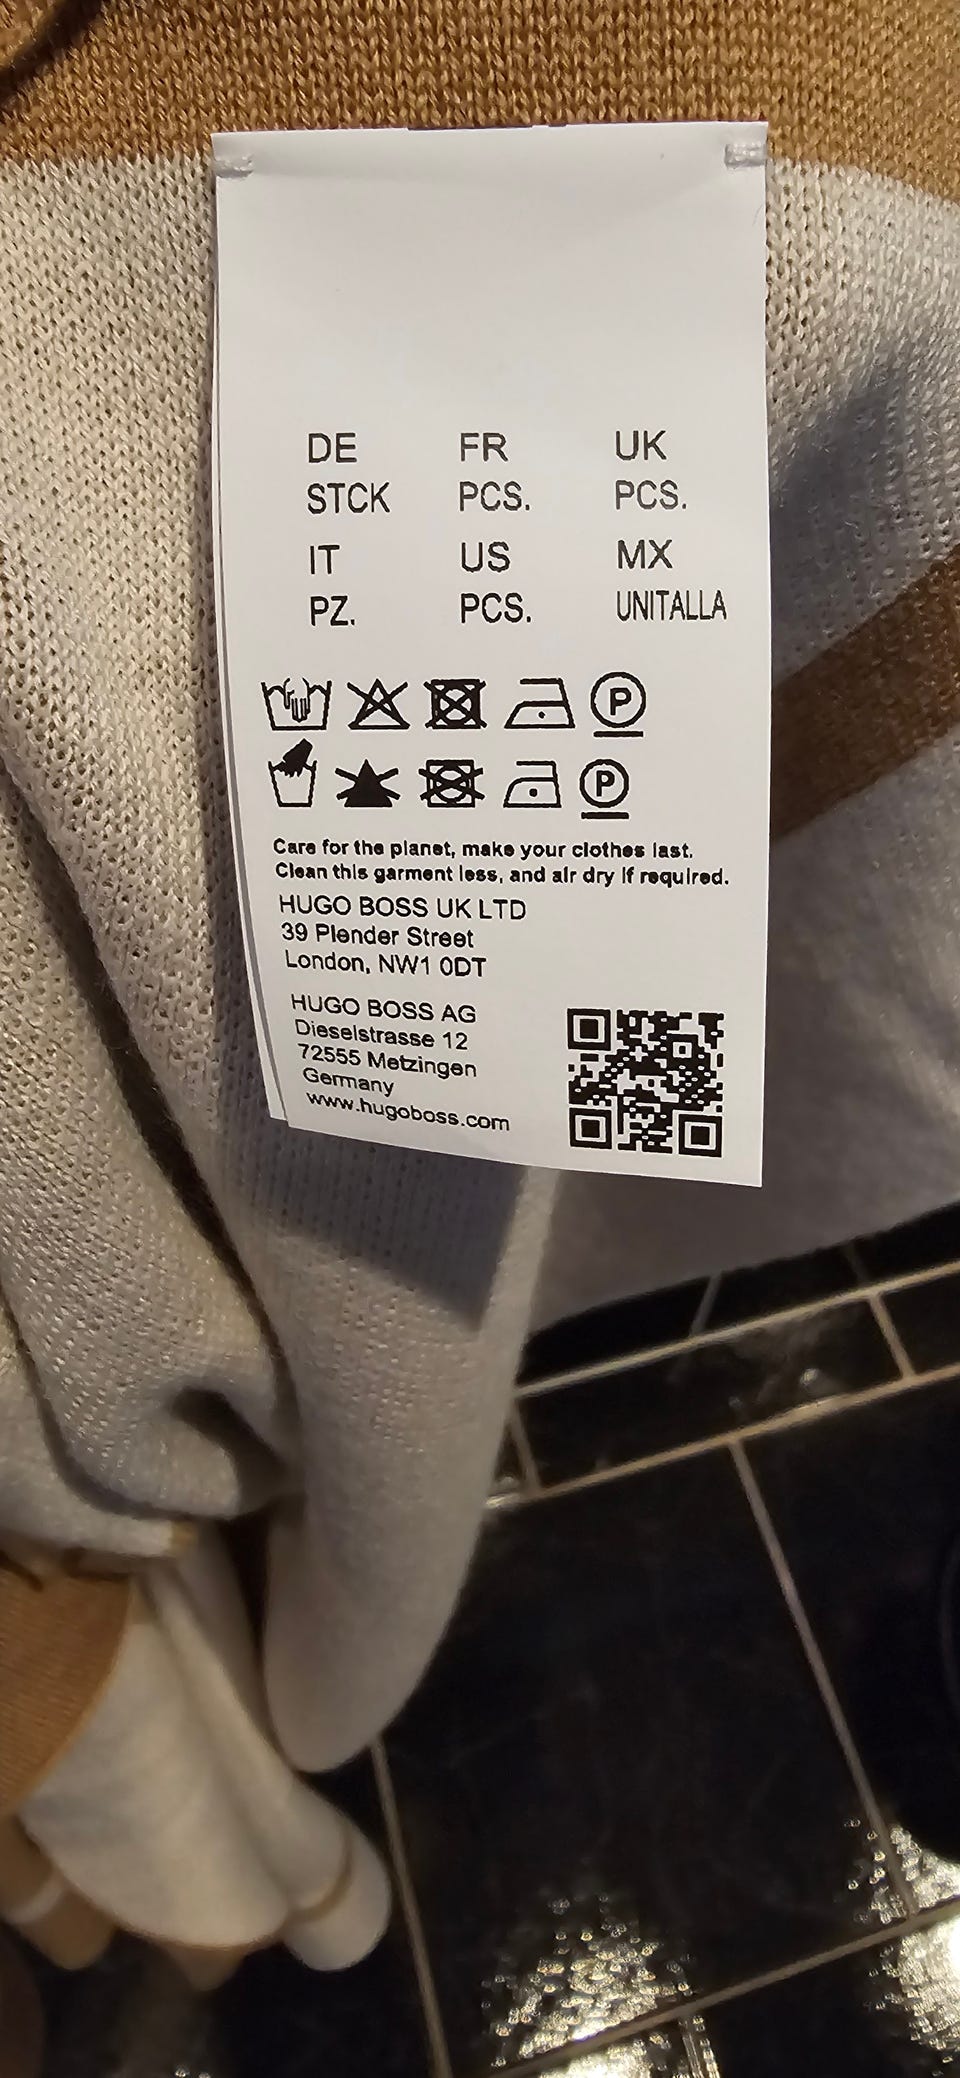 DE FR UK
STCK PCS. PCS.
IT US MX
PZ. PCS. UNITALLA
P
P
Care for the planet, make your clothes last.
Clean this garment less, and air dry if required.
HUGO BOSS UK LTD
39 Plender Street
London, NW1 0DT
HUGO BOSS AG
Dieselstrasse 12
72555 Metzingen
Germany
www.hugoboss.com